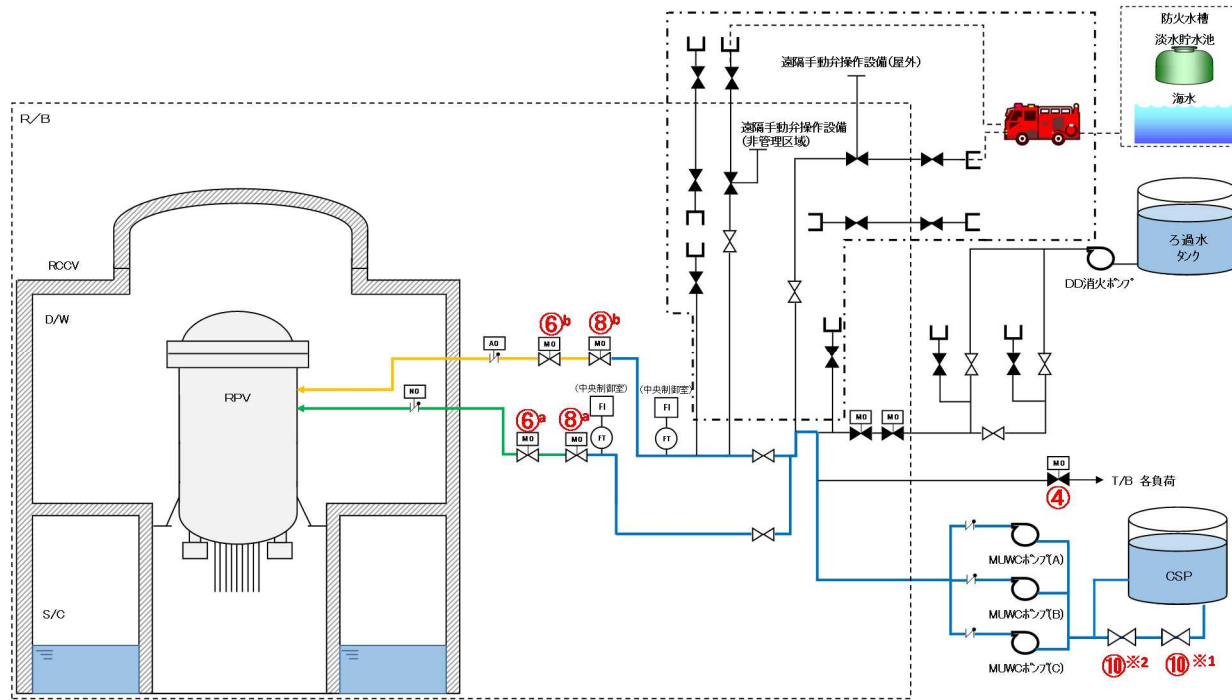 防火水槽
淡水貯水池
海水
遠隔手動弁操作設備(屋外)
R/B
遠隔手動弁操作設備
(非管理区域)
ろ過水
タンク
RCCV
DD消火ポンプ
D/W
⑥b
⑧b
AO
MO
MO
(中央制御室)
(中央制御室)
RPV
NO
FI
FI
⑥a
⑧a
MO
MO
FT
FT
MO
MO
MO
T/B 各負荷
④
MUWCポンプ(A)
CSP
S/C
MUWCポンプ(B)
MUWCポンプ(C)
⑩※2
⑩※1